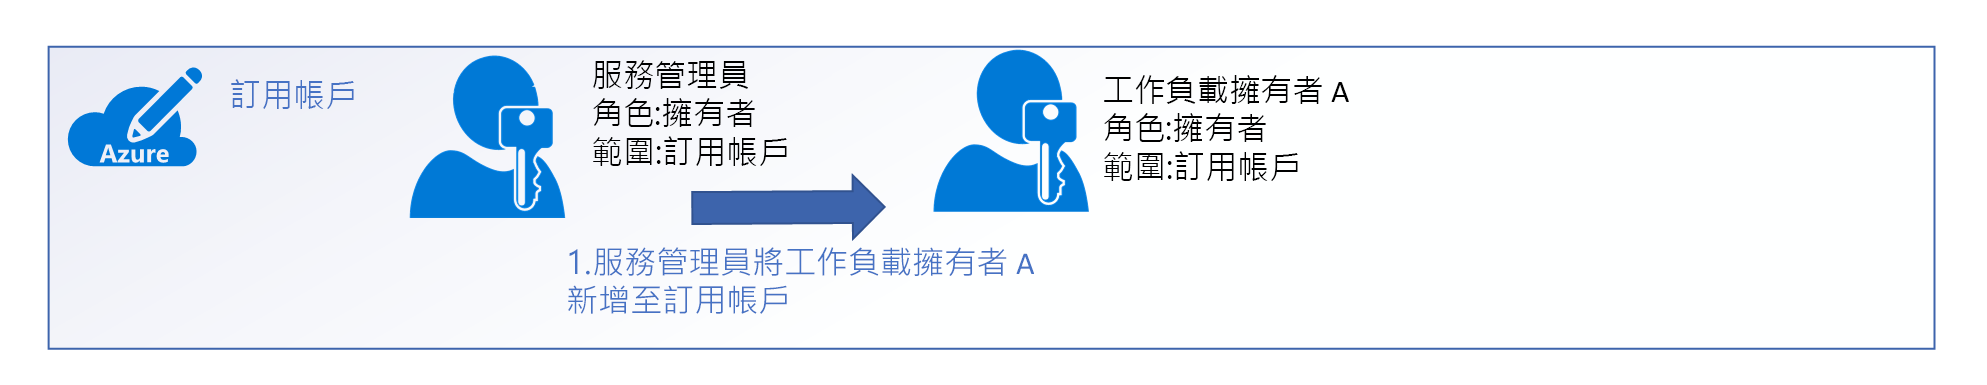 Azure
訂用帳戶
服務管理員
角色:擁有者
範圍:訂用帳戶
工作負載擁有者 A
角色:擁有者
範圍:訂用帳戶
1.服務管理員將工作負載擁有者 A
新增至訂用帳戶